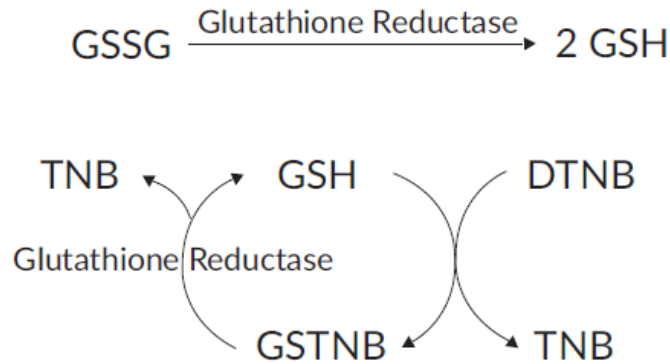 GSSG Glutathione Reductase 2 GSH
TNB GSH DTNB
Glutathione Reductase
GSTNB TNB